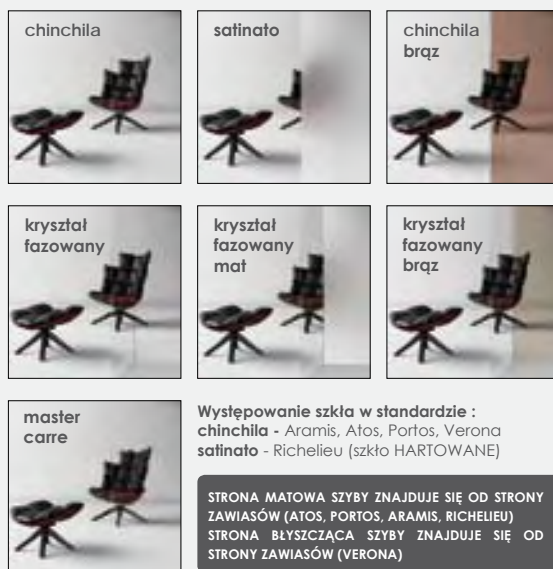 chinchila
satinato
chinchila
brąz
kryształ
fazowany
kryształ
fazowany
mat
kryształ
fazowany
brąz
master
carre
Występowanie szkła w standardzie :
chinchila - Aramis, Atos, Portos, Verona
satinato - Richelieu (szkło HARTOWANE)
STRONA MATOWA SZYBY ZNAJDUJE SIĘ OD STRONY
ZAWIASÓW (ATOS, PORTOS, ARAMIS, RICHELIEU)
STRONA BŁYSZCZĄCA SZYBY ZNAJDUJE SIĘ OD
STRONY ZAWIASÓW (VERONA)